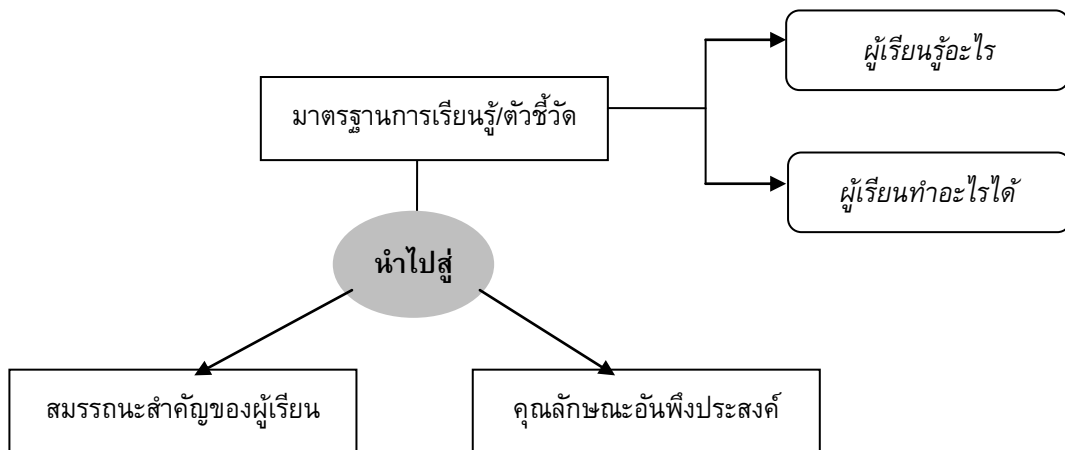 ผู้เรียนรู้อะไร
มาตรฐานการเรียนรู้/ตัวชี้วัด
ผู้เรียนทำอะไรได้
นำไปสู่
สมรรถนะสำคัญของผู้เรียน
คุณลักษณะอันพึงประสงค์